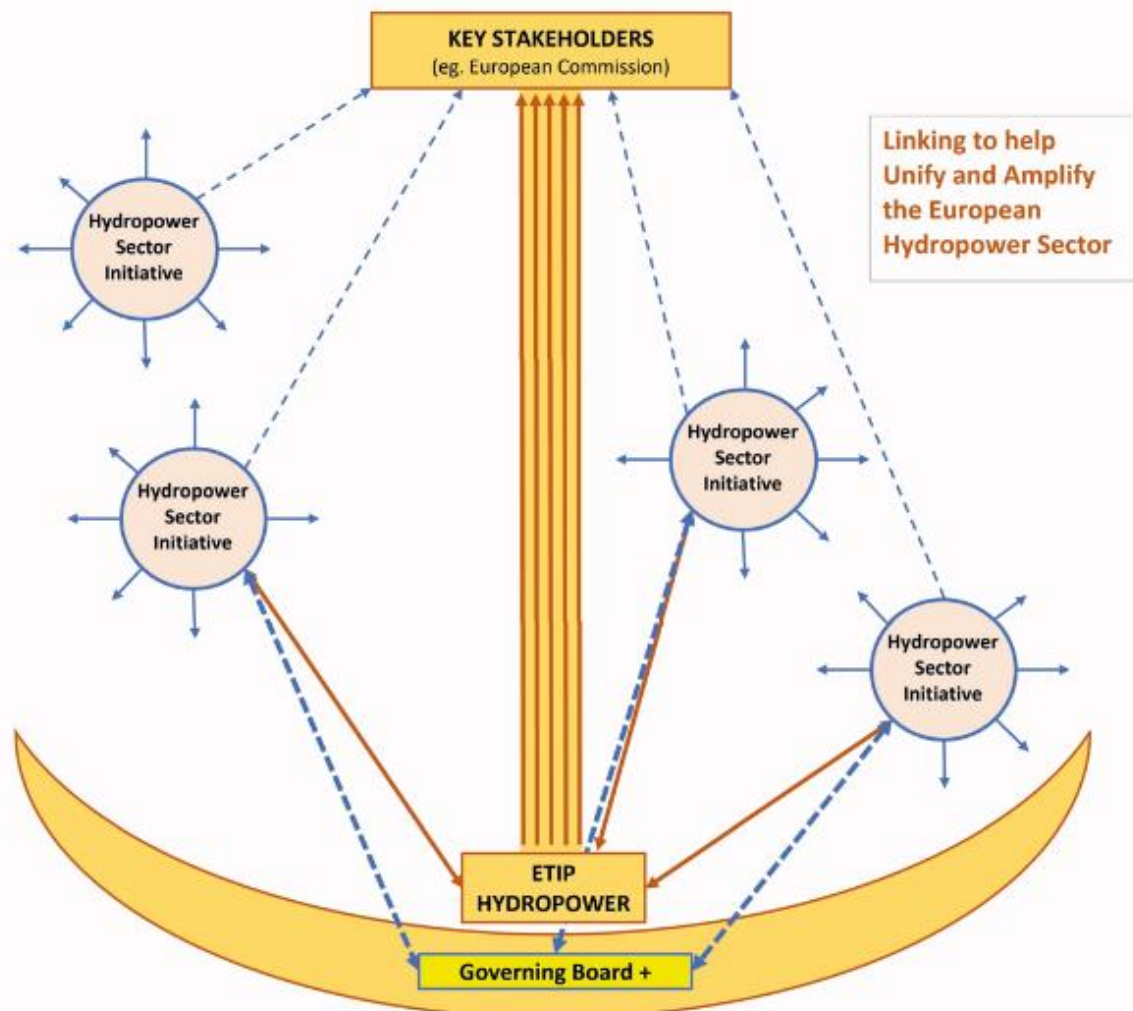 KEY STAKEHOLDERS
(eg. European Commission)
Linking to help
Unify and Amplify
the European
Hydropower Sector
Hydropower
Sector
Initiative
Hydropower
Sector
Initiative
Hydropower
Sector
Initiative
Hydropower
Sector
Initiative
ETIP
HYDROPOWER
Governing Board +